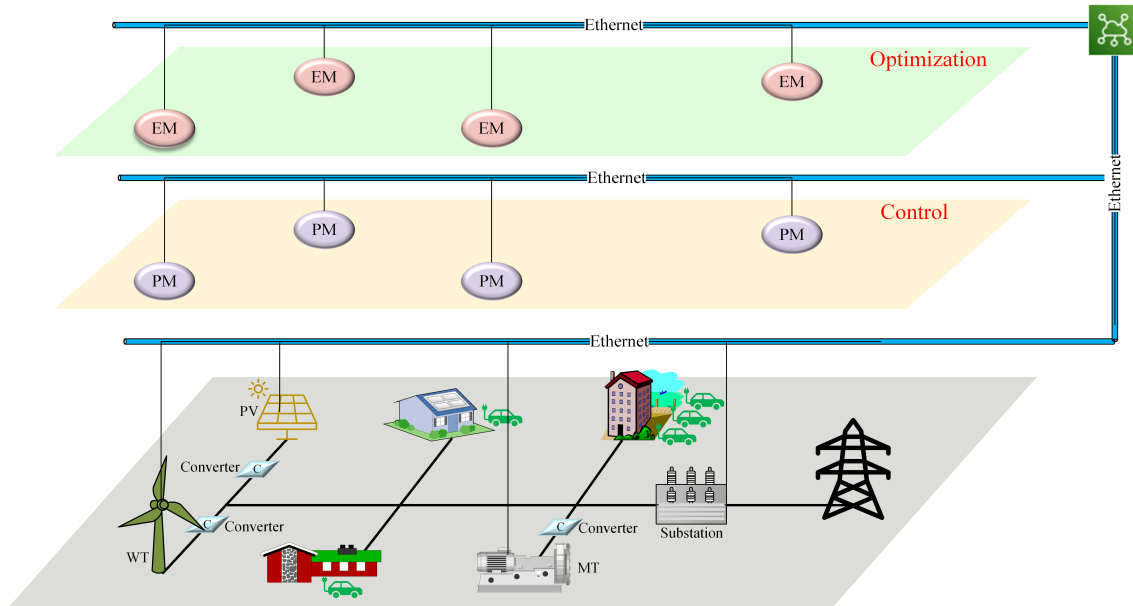 Ethernet
Optimization
EM
EM
EM
EM
Ethernet
Ethernet
Control
PM
PM
PM
PM
Ethernet
PV
Converter
C
C
Converter
WT
C
Converter
Substation
MT